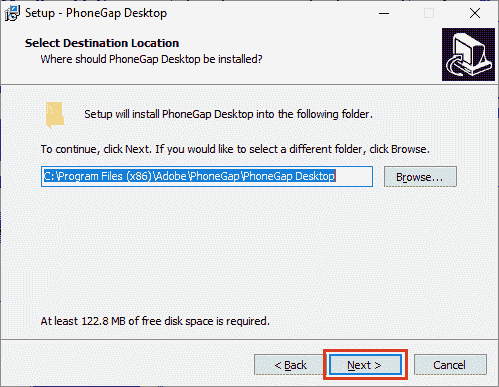 Setup - PhoneGap Desktop
Select Destination Location
Where should PhoneGap Desktop be installed?
Setup will install PhoneGap Desktop into the following folder.
To continue, click Next. If you would like to select a different folder, click Browse.
C:\Program Files (x86)\Adobe\PhoneGap\PhoneGap Desktop
Browse...
At least 122.8 MB of free disk space is required.
< Back
Next >
Cancel